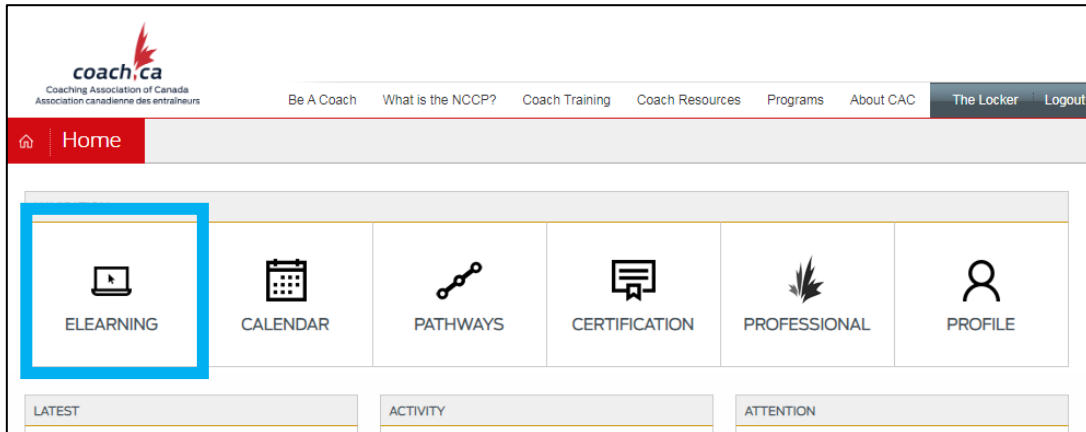 coach.ca
Coaching Association of Canada
Association canadienne des entraîneurs
Be A Coach What is the NCCP? Coach Training Coach Resources Programs About CAC The Locker Logout
Home
ELEARNING CALENDAR PATHWAYS CERTIFICATION PROFESSIONAL PROFILE
LATEST ACTIVITY ATTENTION